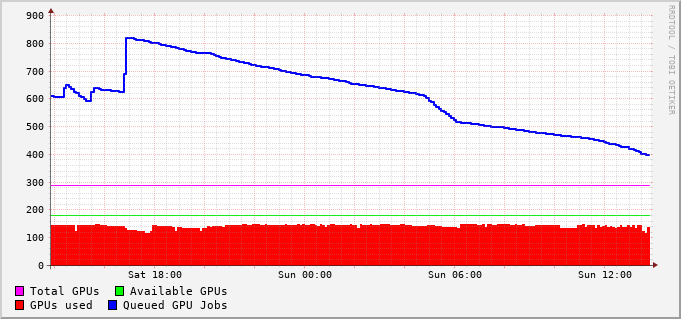 900
800
700
600
500
400
300
200
100
0
Sat 18:00 Sun 00:00 Sun 06:00 Sun 12:00
Total GPUs Available GPUs
GPUs used Queued GPU Jobs
RRDTOOL / TOBI OETIKER